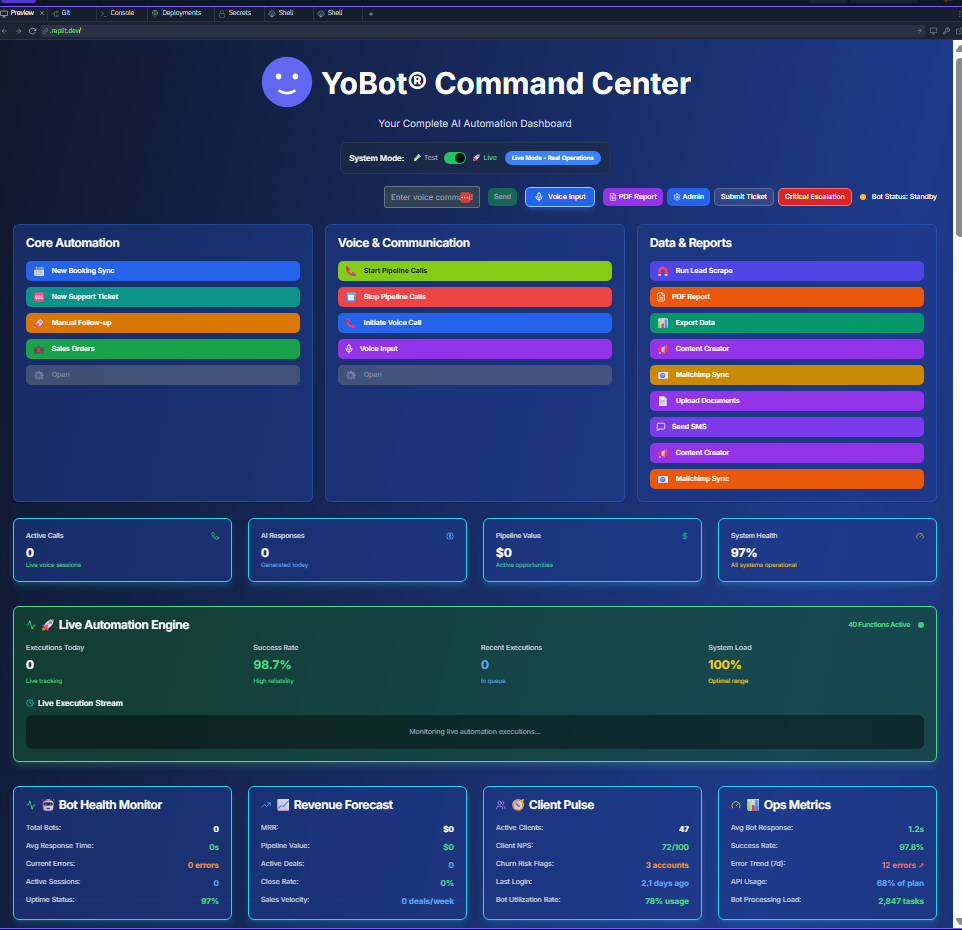 Preview × Git Console Deployments Secrets Shell Shell +
.replit.dev/
YoBot® Command Center
Your Complete AI Automation Dashboard
System Mode: Test Live Live Mode - Real Operations
Enter voice comm Send Voice Input PDF Report Admin Submit Ticket Critical Escalation Bot Status: Standby
Core Automation
New Booking Sync
New Support Ticket
Manual Follow-up
Sales Orders
Open
Voice & Communication
Start Pipeline Calls
Stop Pipeline Calls
Initiate Voice Call
Voice Input
Open
Data & Reports
Run Lead Scrape
PDF Report
Export Data
Content Creator
Mailchimp Sync
Upload Documents
Send SMS
Content Creator
Mailchimp Sync
Active Calls
0
Live voice sessions
AI Responses
0
Generated today
Pipeline Value
$
$0
Active opportunities
System Health
97%
All systems operational
Live Automation Engine
40 Functions Active
Executions Today
0
Live tracking
Success Rate
98.7%
High reliability
Recent Executions
0
In queue
System Load
100%
Optimal range
Live Execution Stream
Monitoring live automation executions...
Bot Health Monitor
Total Bots: 0
Avg Response Time: 0s
Current Errors: 0 errors
Active Sessions: 0
Uptime Status: 97%
Revenue Forecast
MRR: $0
Pipeline Value: $0
Active Deals: 0
Close Rate: 0%
Sales Velocity: 0 deals/week
Client Pulse
Active Clients: 47
Client NPS: 72/100
Churn Risk Flags: 3 accounts
Last Login: 2.1 days ago
Bot Utilization Rate: 78% usage
Ops Metrics
Avg Bot Response: 1.2s
Success Rate: 97.8%
Error Trend (7d): 12 errors ↗
API Usage: 68% of plan
Bot Processing Load: 2,847 tasks